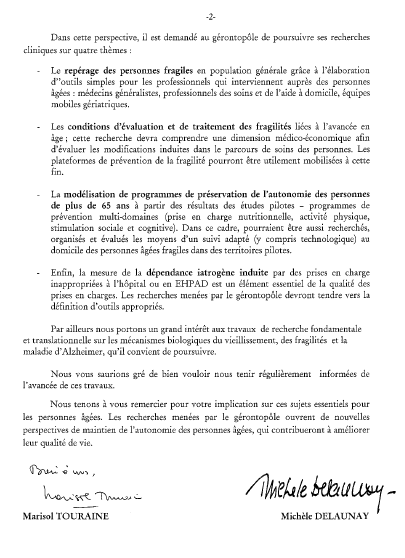 -2-
Dans cette perspective, il est demandé au gérontopôle de poursuivre ses recherches
cliniques sur quatre thèmes :
- Le repérage des personnes fragiles en population générale grâce à l'élaboration
d''outils simples pour les professionnels qui interviennent auprès des personnes
âgées : médecins généralistes, professionnels des soins et de l'aide à domicile, équipes
mobiles gériatriques.
- Les conditions d'évaluation et de traitement des fragilités liées à l'avancée en
âge ; cette recherche devra comprendre une dimension médico-économique afin
d'évaluer les modifications induites dans le parcours de soins des personnes. Les
plateformes de prévention de la fragilité pourront être utilement mobilisées à cette
fin.
- La modélisation de programmes de préservation de l'autonomie des personnes
de plus de 65 ans à partir des résultats des études pilotes – programmes de
prévention multi-domaines (prise en charge nutritionnelle, activité physique,
stimulation sociale et cognitive). Dans ce cadre, pourraient être aussi recherchés,
organisés et évalués les moyens d'un suivi adapté (y compris technologique) au
domicile des personnes âgées fragiles dans des territoires pilotes.
- Enfin, la mesure de la dépendance iatrogène induite par des prises en charge
inappropriées à l'hôpital ou en EHPAD est un élément essentiel de la qualité des
prises en charges. Les recherches menées par le gérontopôle devront tendre vers la
définition d'outils appropriés.
Par ailleurs nous portons un grand intérêt aux travaux de recherche fondamentale
et translationnelle sur les mécanismes biologiques du vieillissement, des fragilités et la
maladie d'Alzheimer, qu'il convient de poursuivre.
Nous vous saurions gré de bien vouloir nous tenir régulièrement informées de
l'avancée de ces travaux.
Nous tenons à vous remercier pour votre implication sur ces sujets essentiels pour
les personnes âgées. Les recherches menées par le gérontopôle ouvrent de nouvelles
perspectives de maintien de l'autonomie des personnes âgées, qui contribueront à améliorer
leur qualité de vie.
Michèle Delaunay
Marisol TOURAINE Michèle DELAUNAY